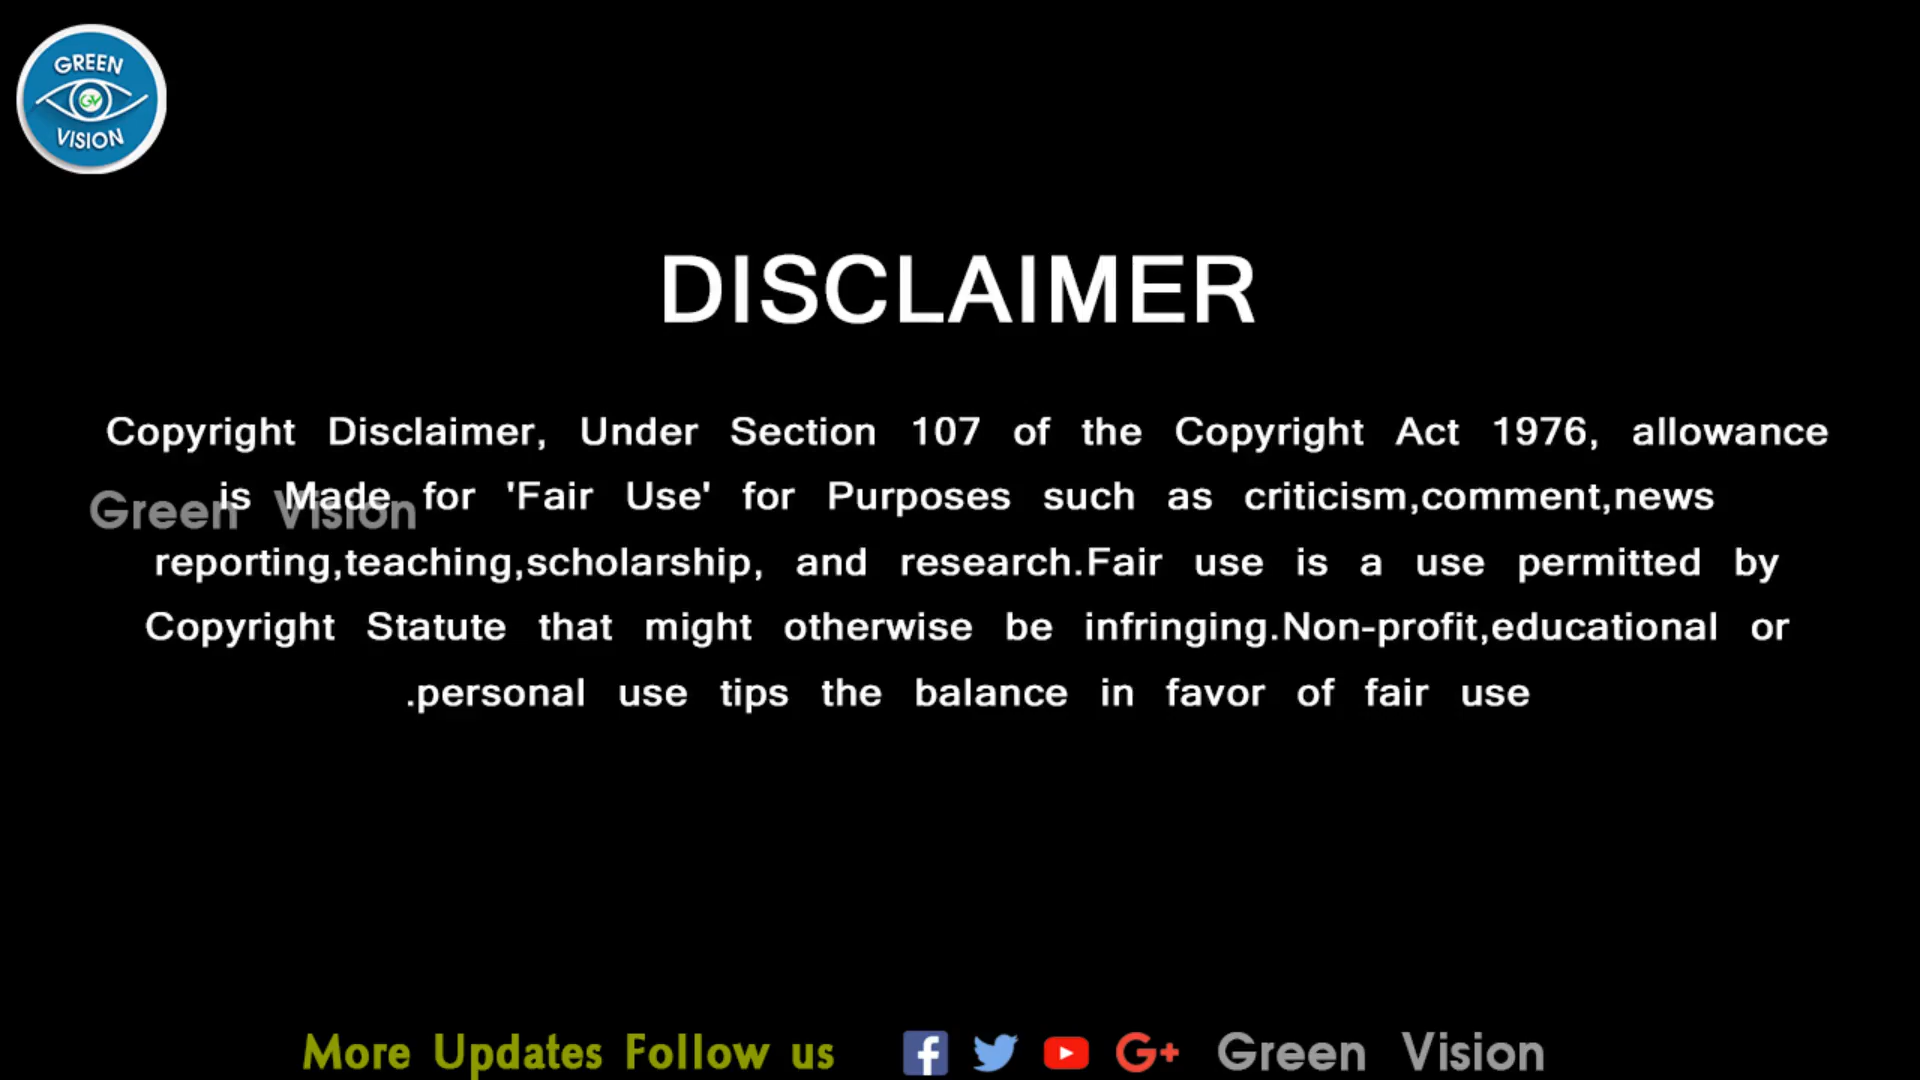 GREEN
GV
VISION
DISCLAIMER
Copyright Disclaimer, Under Section 107 of the Copyright Act 1976, allowance
is Made for 'Fair Use' for Purposes such as criticism,comment,news
Green Vision
reporting,teaching,scholarship, and research.Fair use is a use permitted by
Copyright Statute that might otherwise be infringing.Non-profit,educational or
.personal use tips the balance in favor of fair use
More Updates Follow us f G+ Green Vision